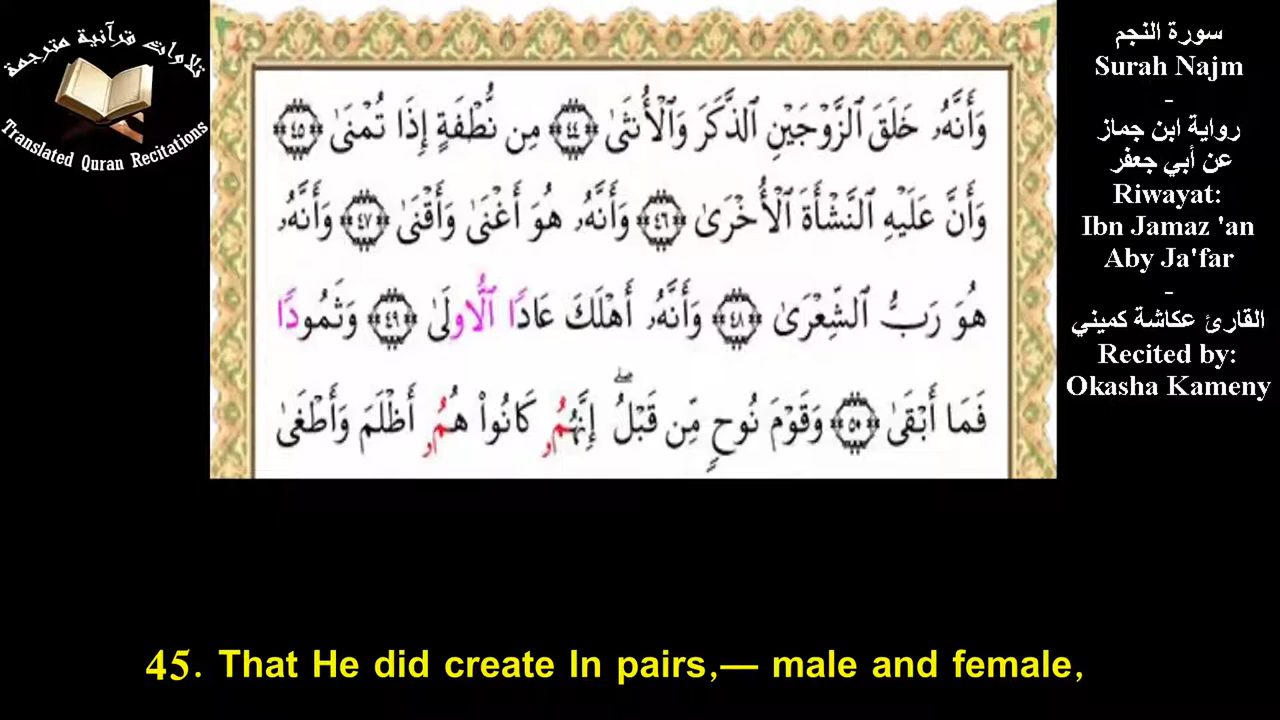 تلاوات قرآنية مترجمة
Translated Quran Recitations
وَأَنَّهُۥ خَلَقَ ٱلزَّوْجَيْنِ ٱلذَّكَرَ وَٱلْأُنثَىٰ ٤٤ مِن نُّطْفَةٍ إِذَا تُمْنَىٰ ٤٥
وَأَنَّ عَلَيْهِ ٱلنَّشْأَةَ ٱلْأُخْرَىٰ ٤٦ وَأَنَّهُۥ هُوَ أَغْنَىٰ وَأَقْنَىٰ ٤٧ وَأَنَّهُۥ
هُوَ رَبُّ ٱلشِّعْرَىٰ ٤٨ وَأَنَّهُۥ أَهْلَكَ عَادًا ٱلُّاولَىٰ ٤٩ وَثَمُودًا
فَمَا أَبْقَىٰ ٥٠ وَقَوْمَ نُوحٍ مِّن قَبْلُ ۖ إِنَّهُمُۥ كَانُواْ هُمُۥ أَظْلَمَ وَأَطْغَىٰ
سورة النجم
Surah Najm
-
رواية ابن جماز
عن أبي جعفر
Riwayat:
Ibn Jamaz 'an
Aby Ja'far
-
القارئ عكاشة كميني
Recited by:
Okasha Kameny
45. That He did create In pairs,— male and female,